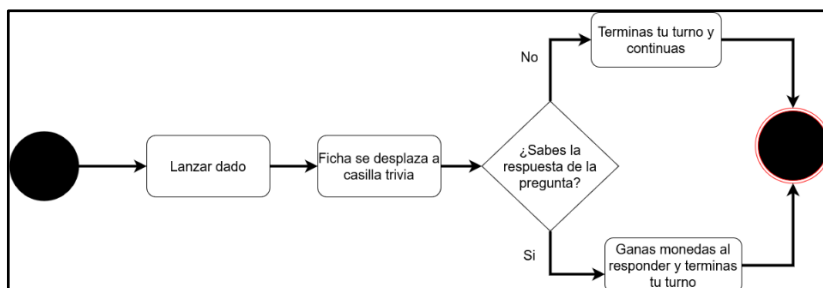 Lanzar dado
Ficha se desplaza a
casilla trivia
¿Sabes la
respuesta de la
pregunta?
No
Terminas tu turno y
continuas
Si
Ganas monedas al
responder y terminas
tu turno